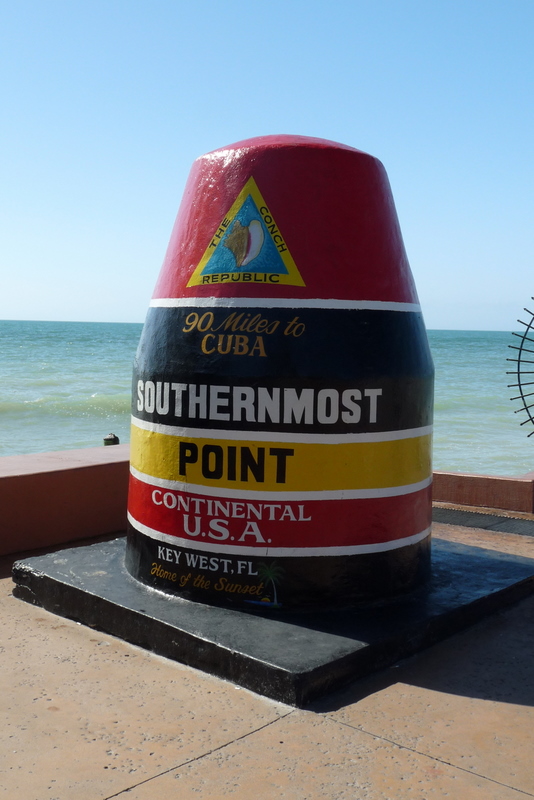 THE CONCH
REPUBLIC
90 Miles to
CUBA
SOUTHERNMOST
POINT
CONTINENTAL
U.S.A.
KEY WEST, FL
Home of the Sunset